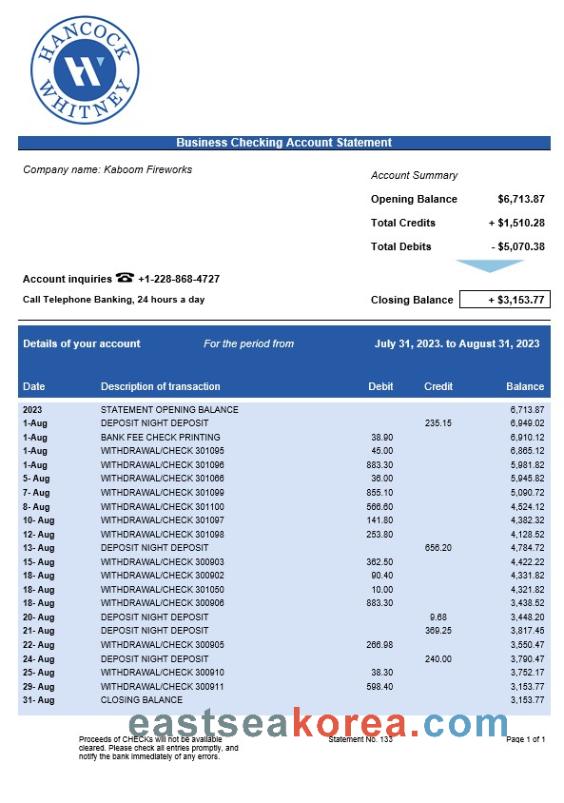 HANCOCK
WHITNEY
Business Checking Account Statement
Company name: Kaboom Fireworks
Account Summary
Opening Balance $6,713.87
Total Credits + $1,510.28
Total Debits - $5,070.38
Account inquiries ☎ +1-228-868-4727
Call Telephone Banking, 24 hours a day
Closing Balance + $3,153.77
Details of your account For the period from July 31, 2023. to August 31, 2023
Date Description of transaction Debit Credit Balance
2023 STATEMENT OPENING BALANCE 6,713.87
1-Aug DEPOSIT NIGHT DEPOSIT 235.15 6,949.02
1-Aug BANK FEE CHECK PRINTING 38.90 6,910.12
1-Aug WITHDRAWAL/CHECK 301095 45.00 6,865.12
1-Aug WITHDRAWAL/CHECK 301096 883.30 5,981.82
5- Aug WITHDRAWAL/CHECK 301066 36.00 5,945.82
7- Aug WITHDRAWAL/CHECK 301099 855.10 5,090.72
8- Aug WITHDRAWAL/CHECK 301100 566.60 4,524.12
10- Aug WITHDRAWAL/CHECK 301097 141.80 4,382.32
12- Aug WITHDRAWAL/CHECK 301098 253.80 4,128.52
13- Aug DEPOSIT NIGHT DEPOSIT 656.20 4,784.72
15- Aug WITHDRAWAL/CHECK 300903 362.50 4,422.22
18- Aug WITHDRAWAL/CHECK 300902 90.40 4,331.82
18- Aug WITHDRAWAL/CHECK 301050 10.00 4,321.82
18- Aug WITHDRAWAL/CHECK 300906 883.30 3,438.52
20- Aug DEPOSIT NIGHT DEPOSIT 9.68 3,448.20
21- Aug DEPOSIT NIGHT DEPOSIT 369.25 3,817.45
22- Aug WITHDRAWAL/CHECK 300905 266.98 3,550.47
24- Aug DEPOSIT NIGHT DEPOSIT 240.00 3,790.47
25- Aug WITHDRAWAL/CHECK 300910 38.30 3,752.17
29- Aug WITHDRAWAL/CHECK 300911 598.40 3,153.77
31- Aug CLOSING BALANCE 3,153.77
eastseakorea.com
Proceeds of CHECKs will not be available Statement No. 133 Page 1 of 1
cleared. Please check all entries promptly, and
notify the bank immediately of any errors.